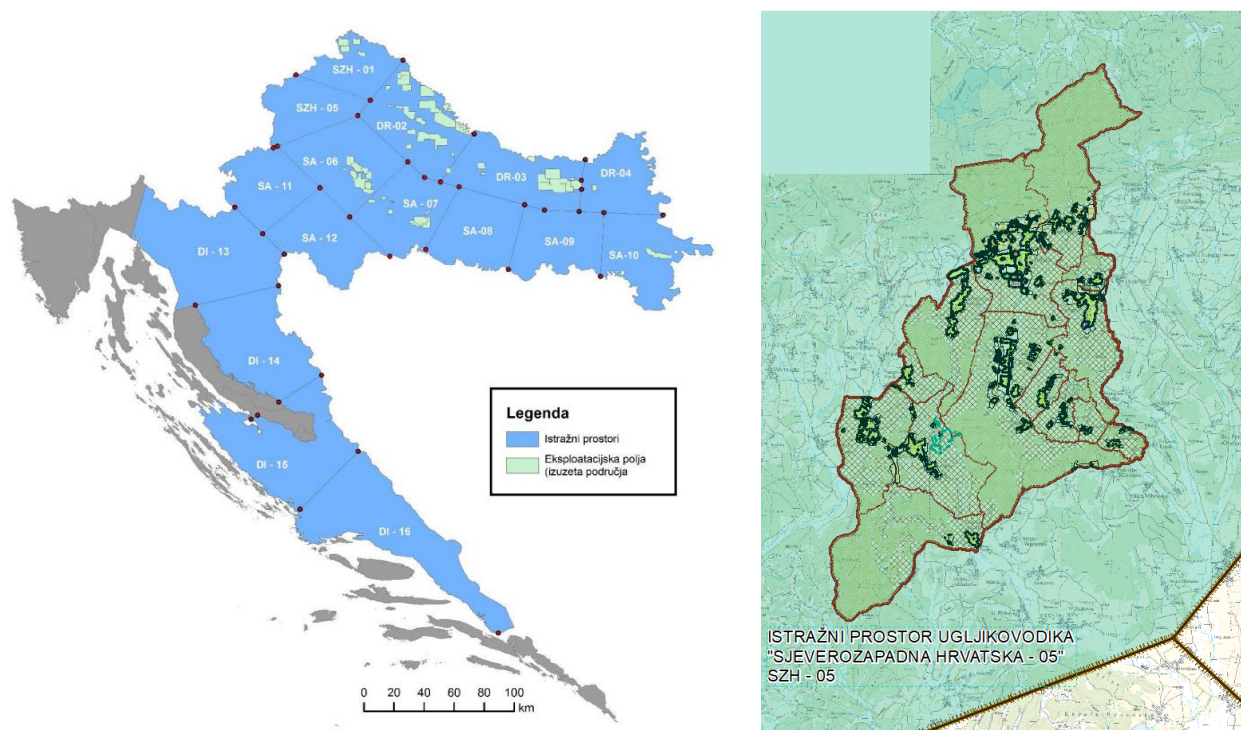 SZH - 01
SZH - 05
DR-02
SA - 06
DR-03
DR-04
SA - 11
SA - 07
SA - 12
SA-08
SA-09
SA-10
DI - 13
DI - 14
DI - 15
DI - 16
Legenda
Istražni prostori
Eksploatacijska polja
(izuzeta područja
0 20 40 60 80 100
km
ISTRAŽNI PROSTOR UGLJIKOVODIKA
"SJEVEROZAPADNA HRVATSKA - 05"
SZH - 05